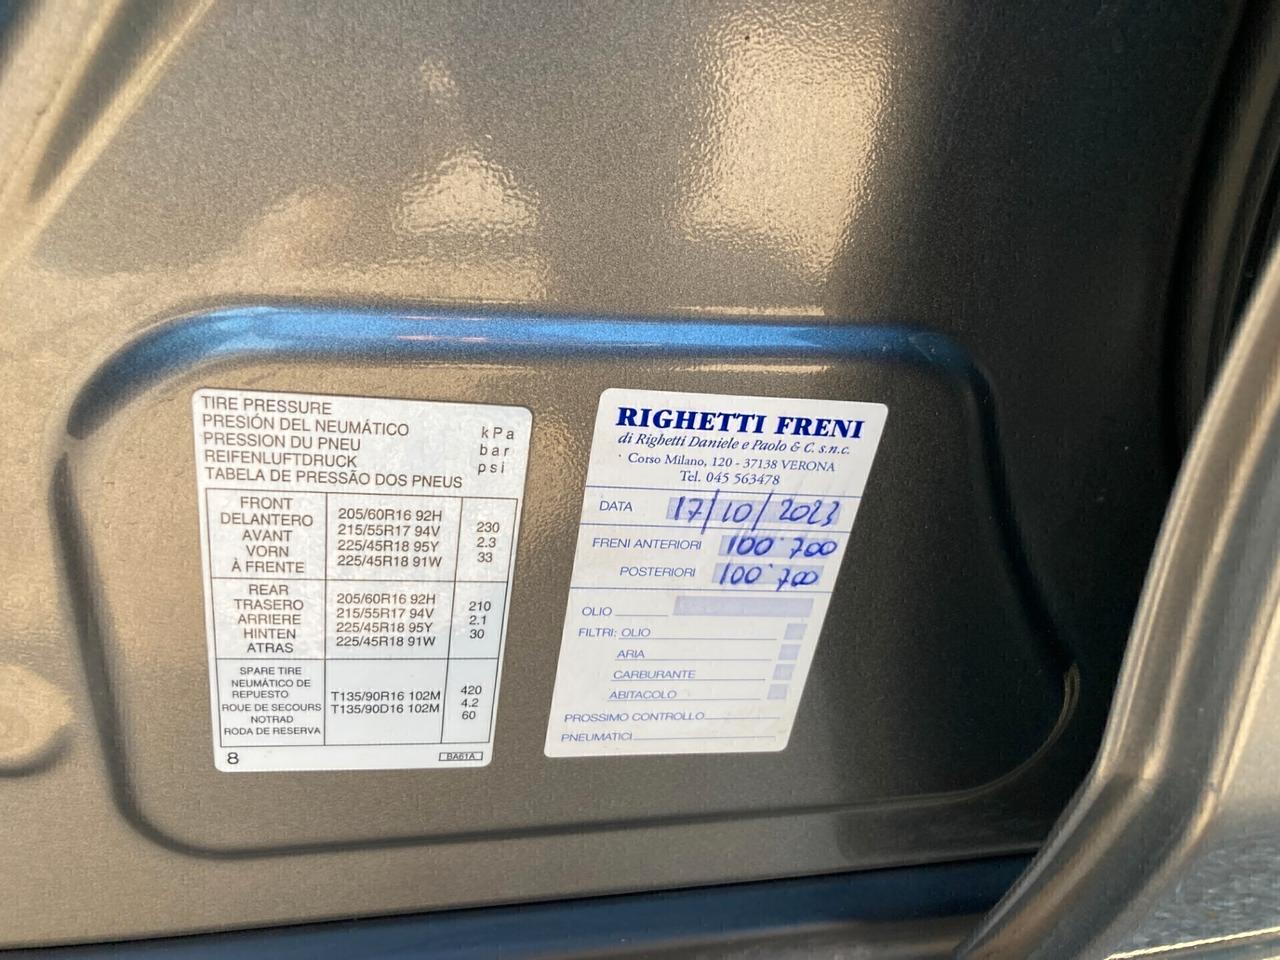 TIRE PRESSURE
PRESIÓN DEL NEUMÁTICO
PRESSION DU PNEU
REIFENLUFTDRUCK
TABELA DE PRESSÃO DOS PNEUS
kPa
bar
psi
FRONT
DELANTERO
AVANT
VORN
À FRENTE
205/60R16 92H
215/55R17 94V
225/45R18 95Y
225/45R18 91W
230
2.3
33
REAR
TRASERO
ARRIERE
HINTEN
ATRAS
205/60R16 92H
215/55R17 94V
225/45R18 95Y
225/45R18 91W
210
2.1
30
SPARE TIRE
NEUMÁTICO DE
REPUESTO
ROUE DE SECOURS
NOTRAD
RODA DE RESERVA
T135/90R16 102M
T135/90D16 102M
420
4.2
60
8
BA61A
RIGHETTI FRENI
di Righetti Daniele e Paolo & C. s.n.c.
Corso Milano, 120 - 37138 VERONA
Tel. 045 563478
DATA 17/10/2023
FRENI ANTERIORI 100'700
POSTERIORI 100'700
OLIO
FILTRI: OLIO
ARIA
CARBURANTE
ABITACOLO
PROSSIMO CONTROLLO
PNEUMATICI